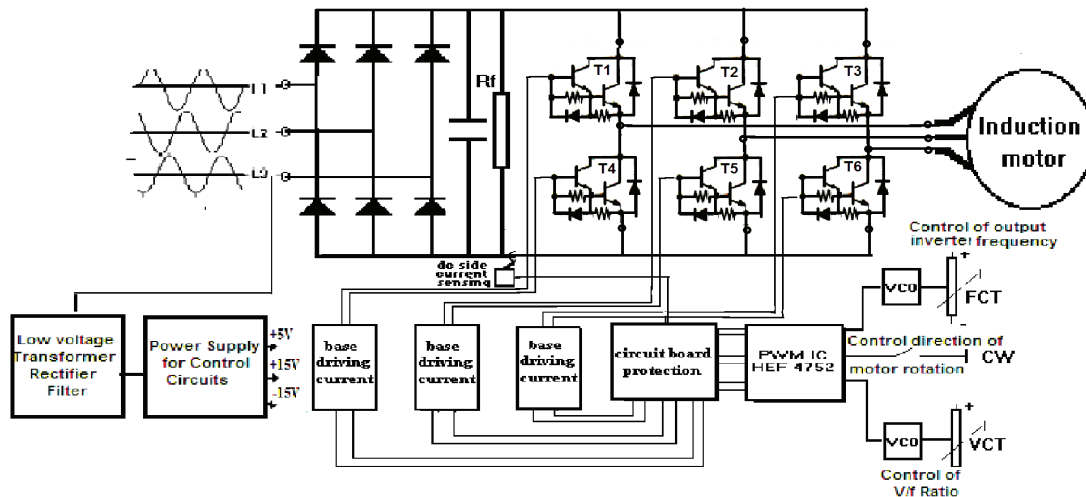 L1
L2
L3
Rf
T1
T2
T3
T4
T5
T6
Induction
motor
Control of output
inverter frequency
do side
current
sensing
Low voltage
Transformer
Rectifier
Filter
Power Supply
for Control
Circuits
+5V
+15V
-15V
base
driving
current
base
driving
current
base
driving
current
circuit board
protection
PWM IC
HEF 4752
VCO
+
-
FCT
Control direction of
motor rotation
CW
VCO
+
VCT
Control of
V/f Ratio